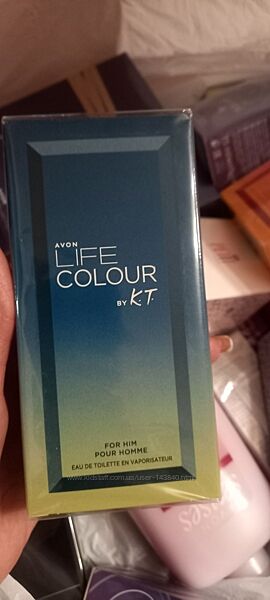 AVON
LIFE
COLOUR
BY K.T.
FOR HIM
POUR HOMME
EAU DE TOILETTE EN VAPORISATEUR